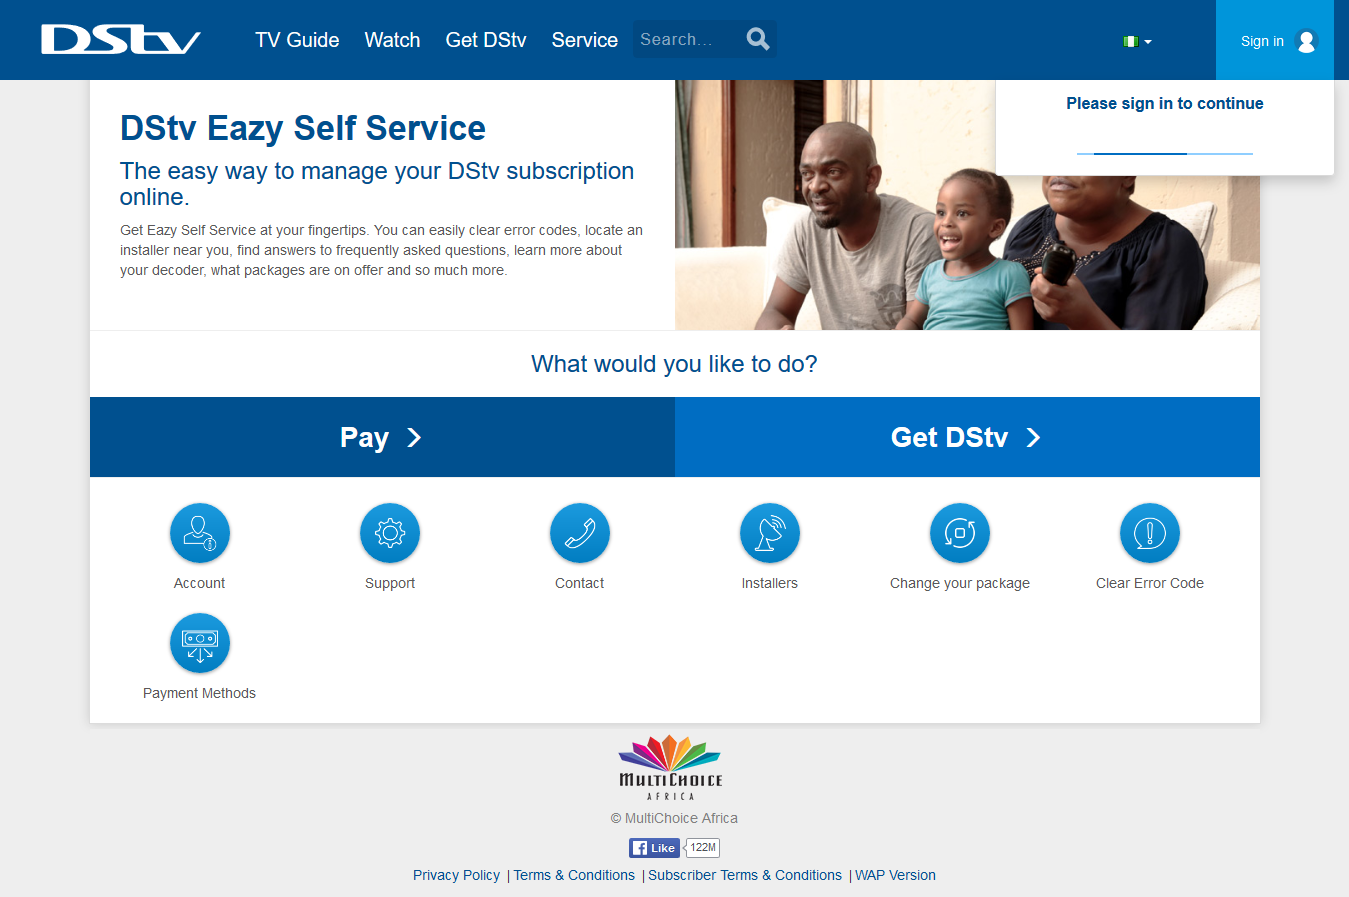 DStv
TV Guide Watch Get DStv Service Search... Sign in
Please sign in to continue
DStv Eazy Self Service
The easy way to manage your DStv subscription
online.
Get Eazy Self Service at your fingertips. You can easily clear error codes, locate an
installer near you, find answers to frequently asked questions, learn more about
your decoder, what packages are on offer and so much more.
What would you like to do?
Pay
Get DStv
Account Support Contact Installers Change your package Clear Error Code
Payment Methods
MULTICHOICE
AFRICA
© MultiChoice Africa
f Like 122M
Privacy Policy | Terms & Conditions | Subscriber Terms & Conditions | WAP Version